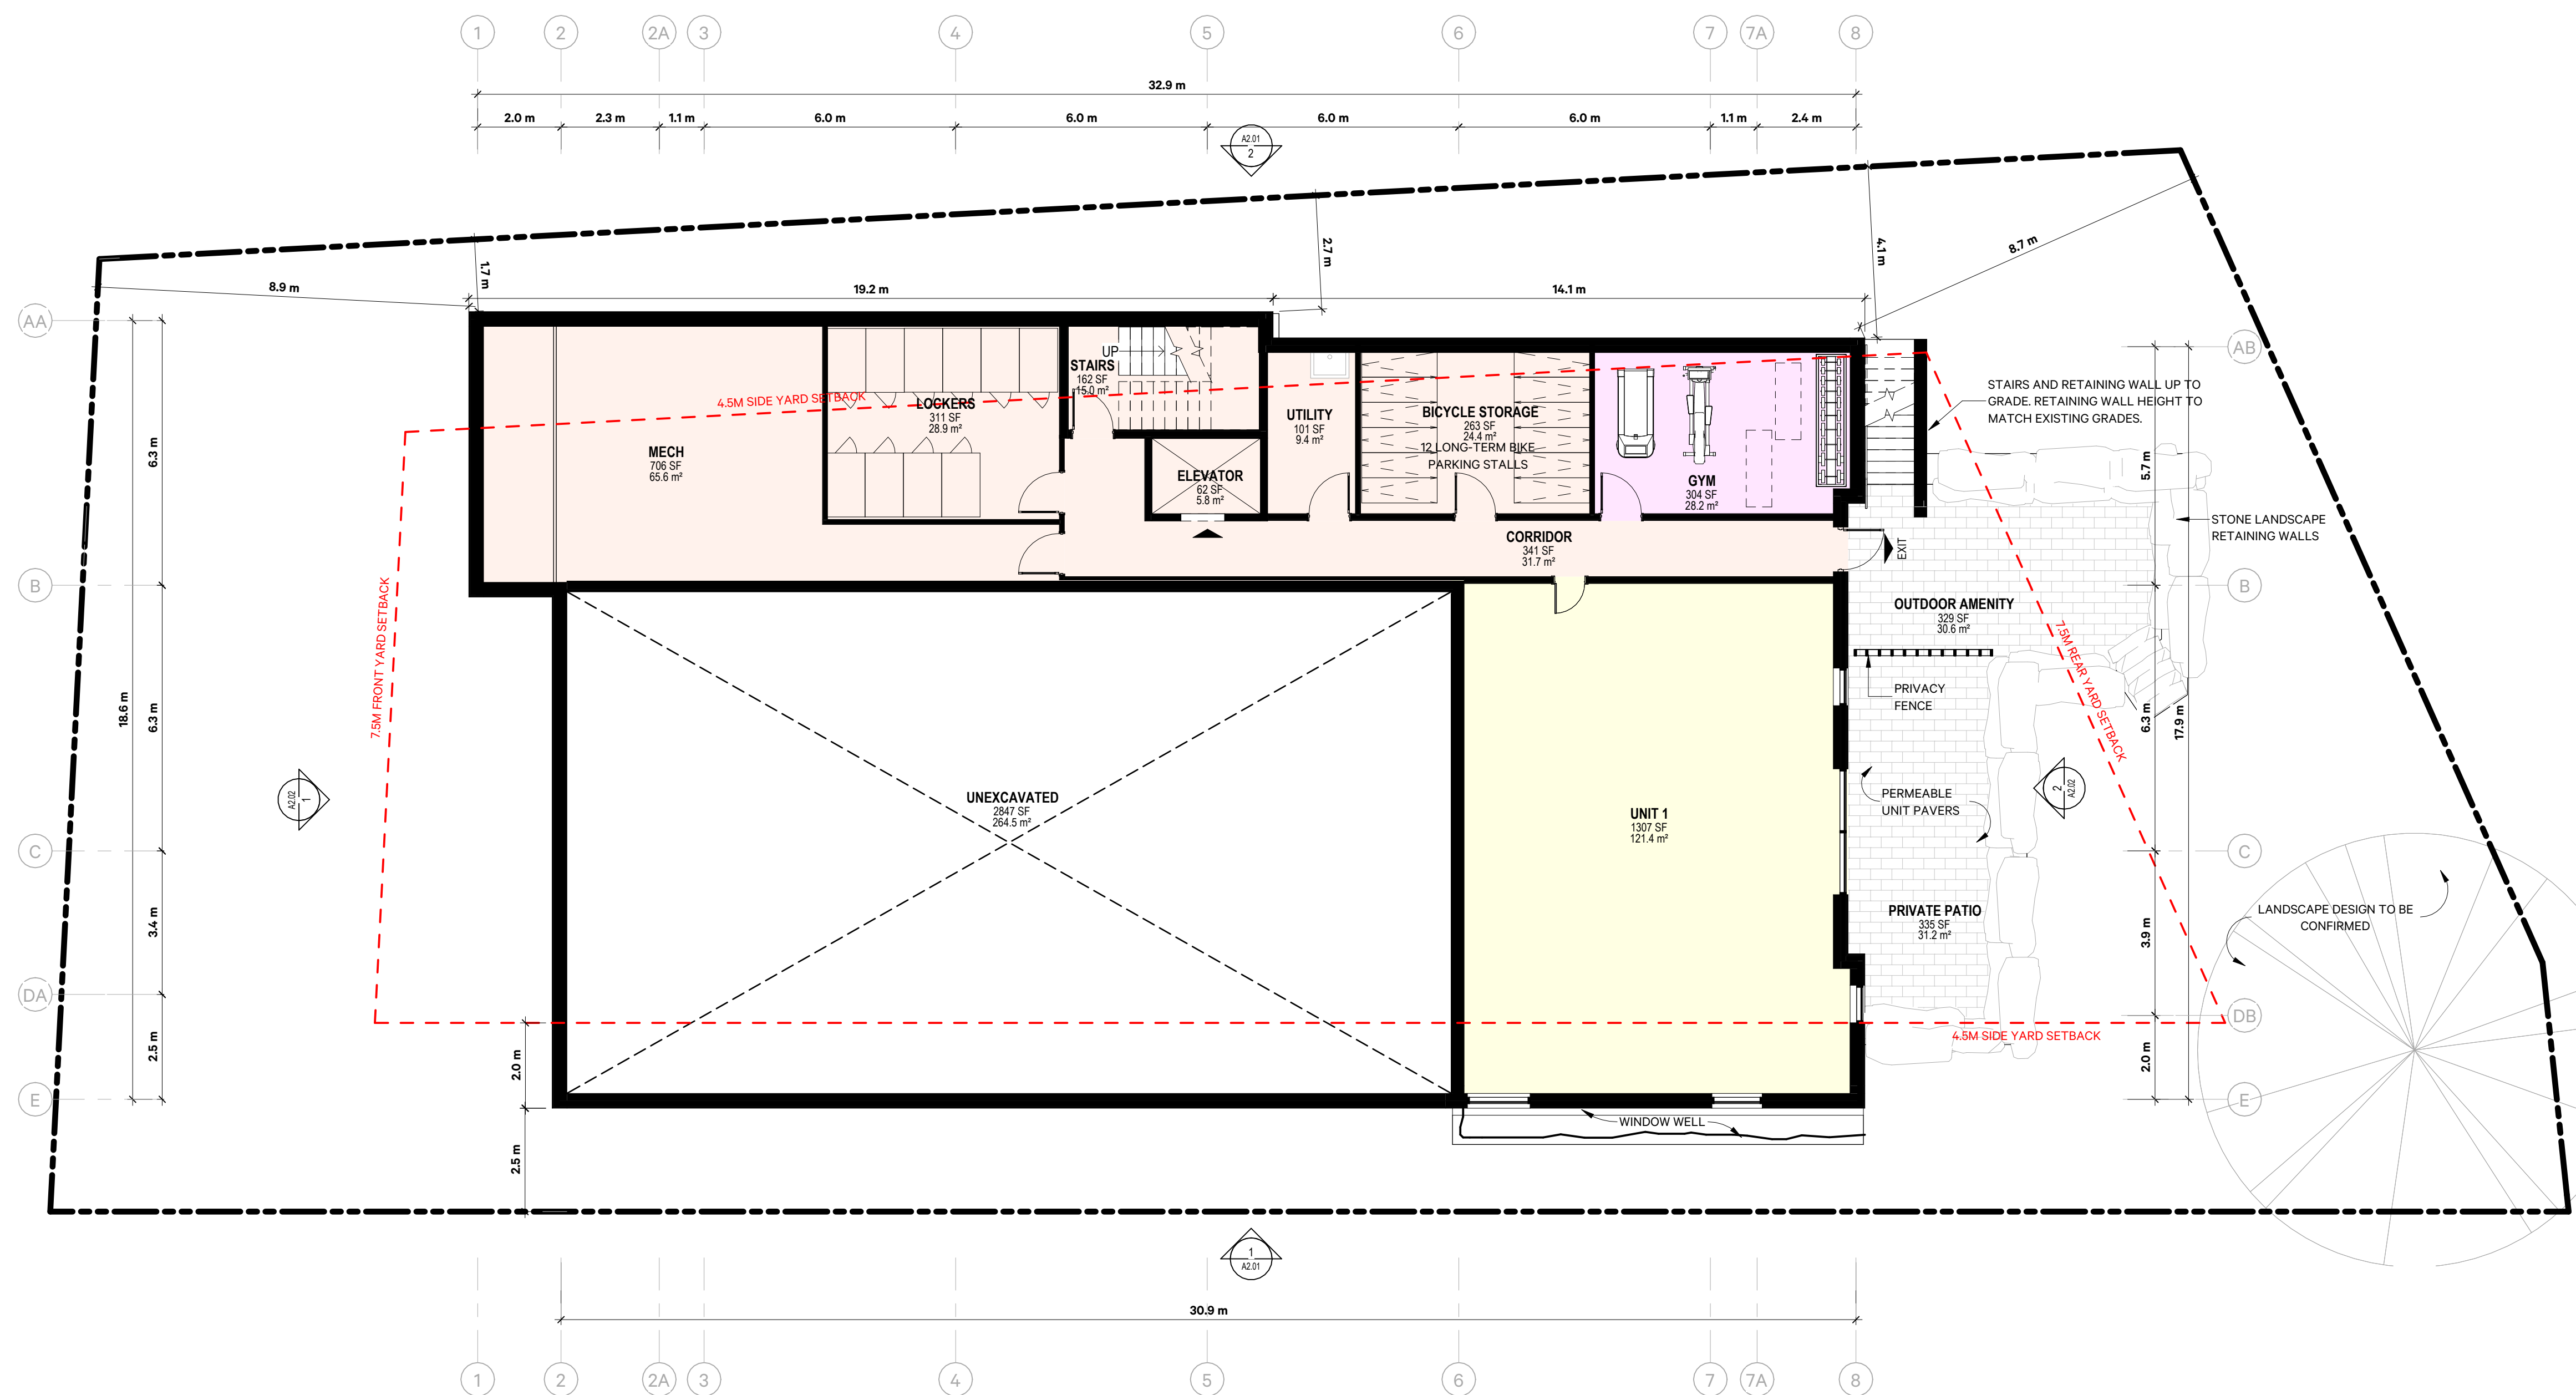 1
2
2A
3
4
5
6
7
7A
8
32.9 m
2.0 m
2.3 m
1.1 m
6.0 m
6.0 m
6.0 m
6.0 m
1.1 m
2.4 m
A2.01
2
8.9 m
1.7 m
19.2 m
2.7 m
14.1 m
4.1 m
8.7 m
AA
AB
UP
STAIRS
162 SF
15.0 m²
4.5M SIDE YARD SETBACK
LOCKERS
311 SF
28.9 m²
MECH
706 SF
65.6 m²
ELEVATOR
62 SF
5.8 m²
UTILITY
101 SF
9.4 m²
BICYCLE STORAGE
263 SF
24.4 m²
12 LONG-TERM BIKE
PARKING STALLS
GYM
304 SF
28.2 m²
CORRIDOR
341 SF
31.7 m²
EXIT
STAIRS AND RETAINING WALL UP TO
GRADE. RETAINING WALL HEIGHT TO
MATCH EXISTING GRADES.
STONE LANDSCAPE
RETAINING WALLS
6.3 m
5.7 m
B
B
OUTDOOR AMENITY
329 SF
30.6 m²
7.5M FRONT YARD SETBACK
7.5M REAR YARD SETBACK
PRIVACY
FENCE
18.6 m
6.3 m
6.3 m
17.9 m
A2.02
1
2
A2.02
UNEXCAVATED
2847 SF
264.5 m²
UNIT 1
1307 SF
121.4 m²
PERMEABLE
UNIT PAVERS
C
C
PRIVATE PATIO
335 SF
31.2 m²
LANDSCAPE DESIGN TO BE
CONFIRMED
3.4 m
3.9 m
DA
DB
4.5M SIDE YARD SETBACK
2.5 m
2.0 m
2.0 m
E
E
WINDOW WELL
2.5 m
1
A2.01
30.9 m
1
2
2A
3
4
5
6
7
7A
8